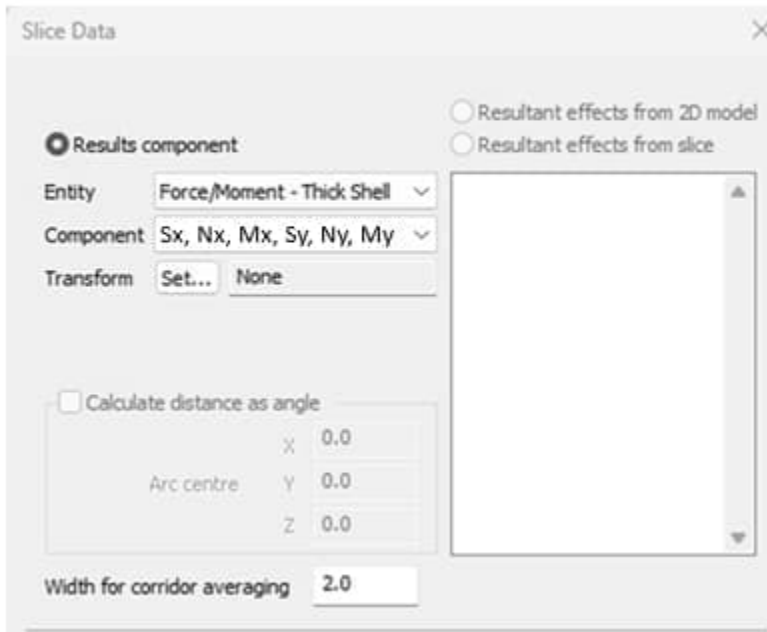 Slice Data
Resultant effects from 2D model
Results component
Resultant effects from slice
Entity Force/Moment - Thick Shell
Component Sx, Nx, Mx, Sy, Ny, My
Transform Set... None
Calculate distance as angle
X 0.0
Arc centre Y 0.0
Z 0.0
Width for corridor averaging 2.0